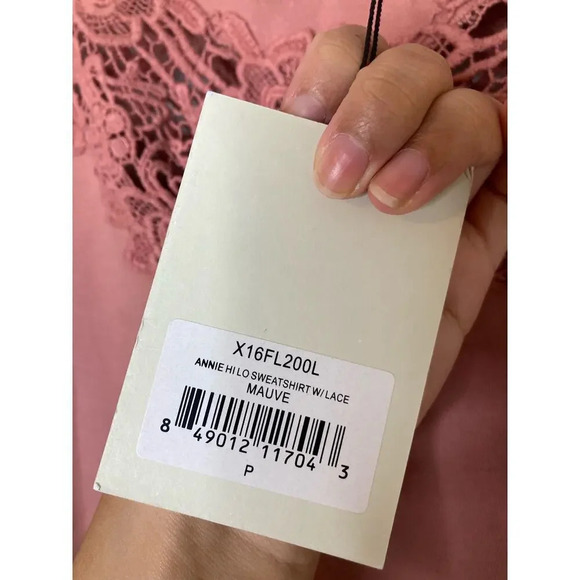 X16FL200L
ANNIE HI LO SWEATSHIRT W/ LACE
MAUVE
8 49012 11704 3
P